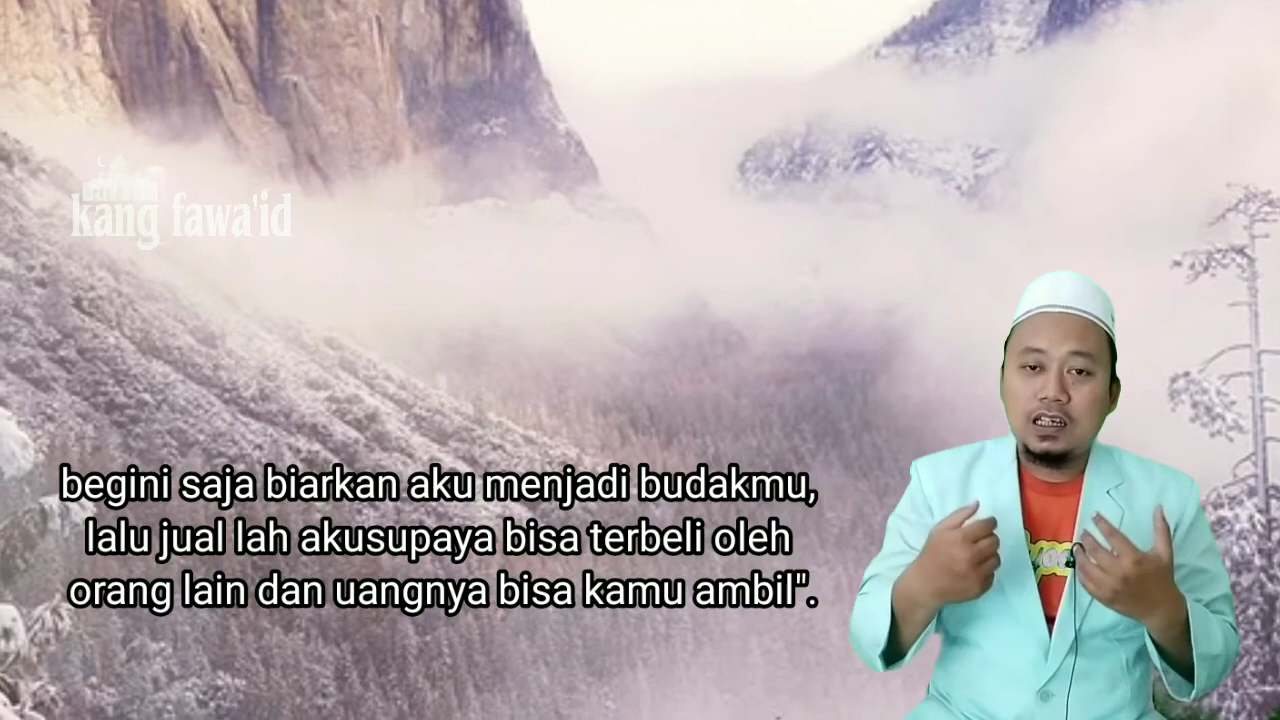 kang fawa'id
begini saja biarkan aku menjadi budakmu,
lalu jual lah akusupaya bisa terbeli oleh
orang lain dan uangnya bisa kamu ambil".